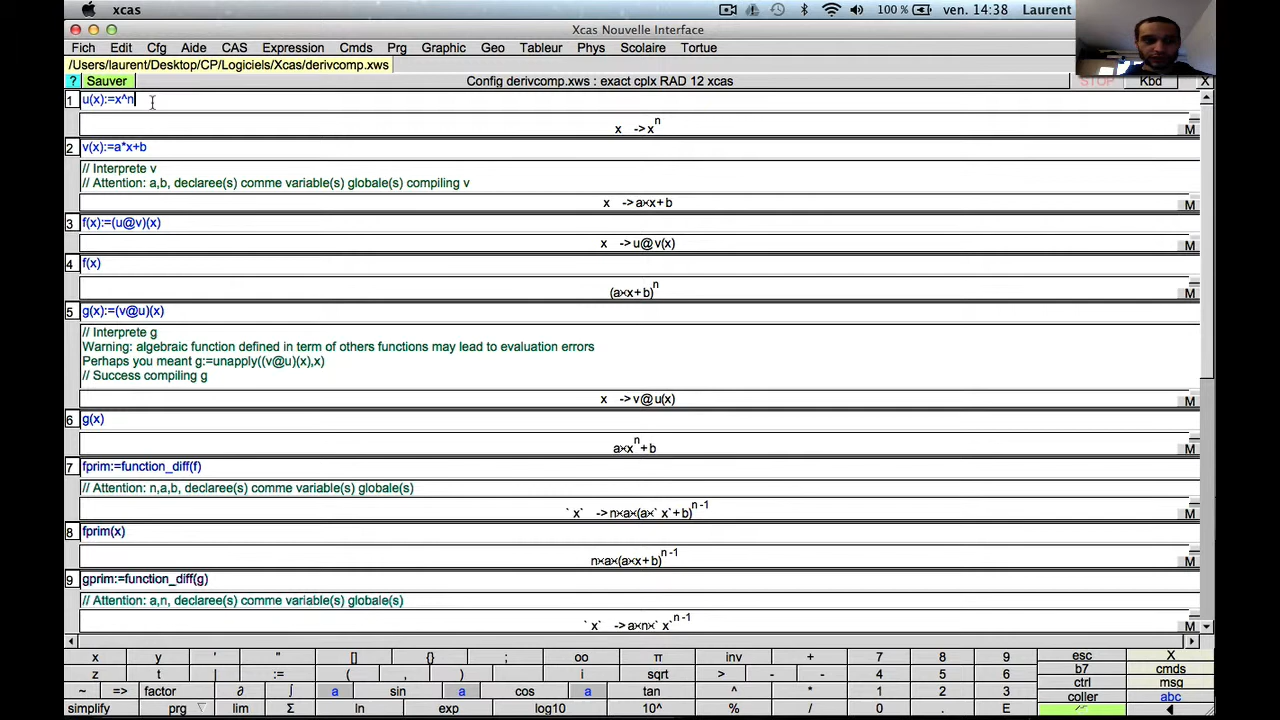 xcas 100 % ven. 14:38 Laurent
Xcas Nouvelle Interface
Fich Edit Cfg Aide CAS Expression Cmds Prg Graphic Geo Tableur Phys Scolaire Tortue
/Users/laurent/Desktop/CP/Logiciels/Xcas/derivcomp.xws
? Sauver Config derivcomp.xws : exact cplx RAD 12 xcas STOP Kbd X
1 u(x):=x^n
x ->x^n M
2 v(x):=a*x+b
// Interprete v
// Attention: a,b, declaree(s) comme variable(s) globale(s) compiling v
x ->a×x+b M
3 f(x):=(u@v)(x)
x ->u@v(x) M
4 f(x)
(a×x+b)^n M
5 g(x):=(v@u)(x)
// Interprete g
Warning: algebraic function defined in term of others functions may lead to evaluation errors
Perhaps you meant g:=unapply((v@u)(x),x)
// Success compiling g
x ->v@u(x) M
6 g(x)
a×x^n+b M
7 fprim:=function_diff(f)
// Attention: n,a,b, declaree(s) comme variable(s) globale(s)
` x` ->n×a×(a×` x`+b)^n-1 M
8 fprim(x)
n×a×(a×x+b)^n-1 M
9 gprim:=function_diff(g)
// Attention: a,n, declaree(s) comme variable(s) globale(s)
` x` ->a×n×` x`^n-1 M
x y ' " [] {} ; oo π inv + 7 8 9 esc X
z t | := , ( ) i sqrt > - - 4 5 6 b7 cmds
ctrl msg
~ => factor ∂ ∫ a sin a cos a tan ^ * 1 2 3 coller abc
simplify prg lim Σ ln exp log10 10^ % / 0 . E